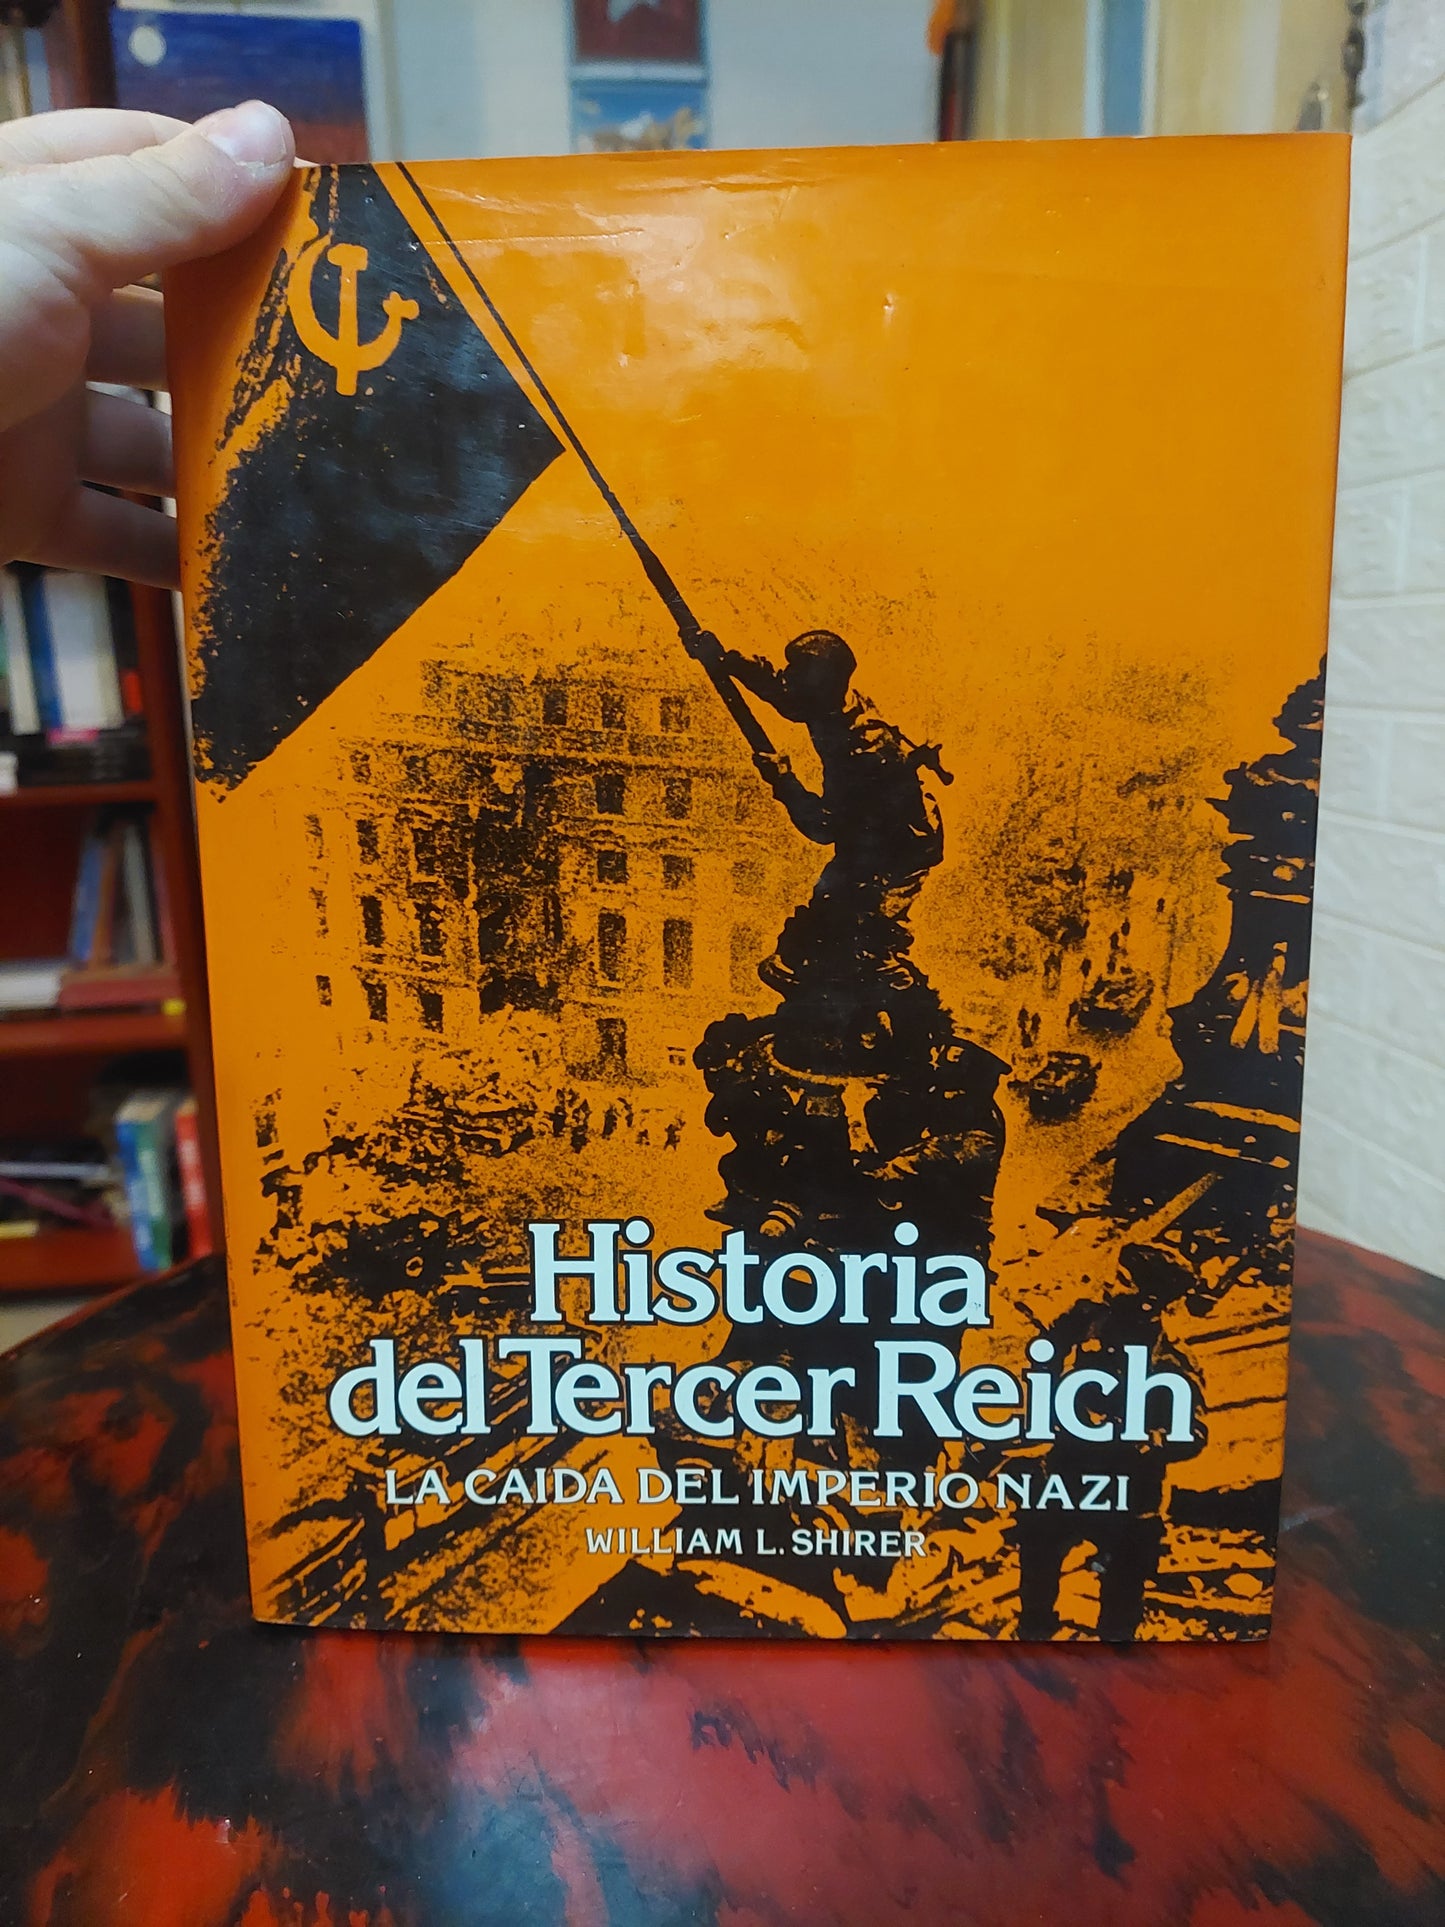 Historia
del Tercer Reich
LA CAIDA DEL IMPERIO NAZI
WILLIAM L. SHIRER